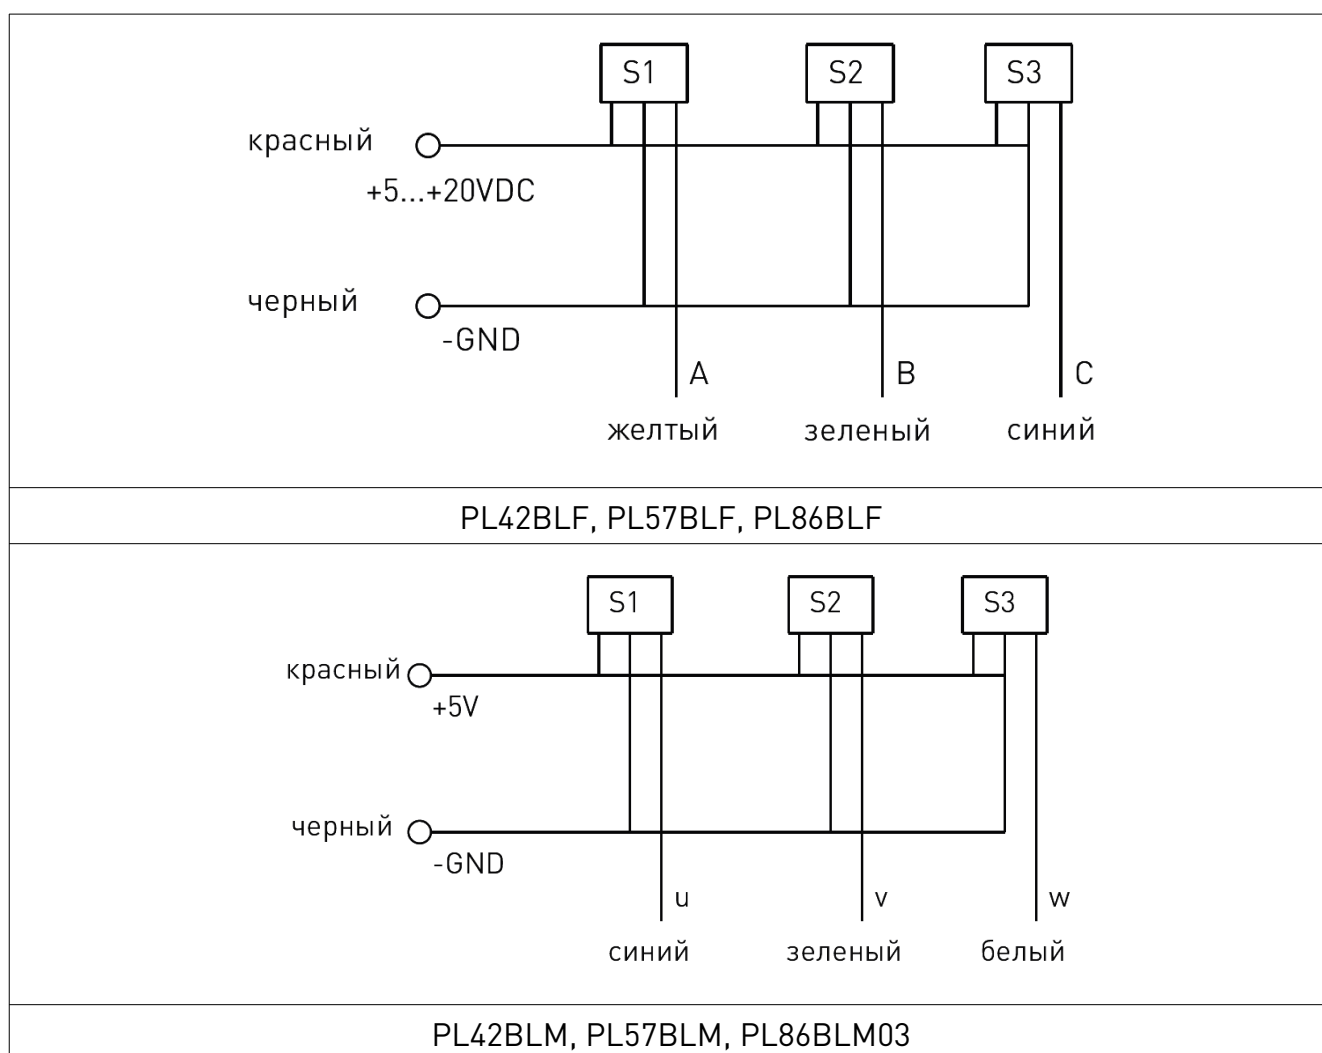 S1 S2 S3
красный
+5...+20VDC
черный
-GND
A B C
желтый зеленый синий
PL42BLF, PL57BLF, PL86BLF
S1 S2 S3
красный
+5V
черный
-GND
u v w
синий зеленый белый
PL42BLM, PL57BLM, PL86BLM03